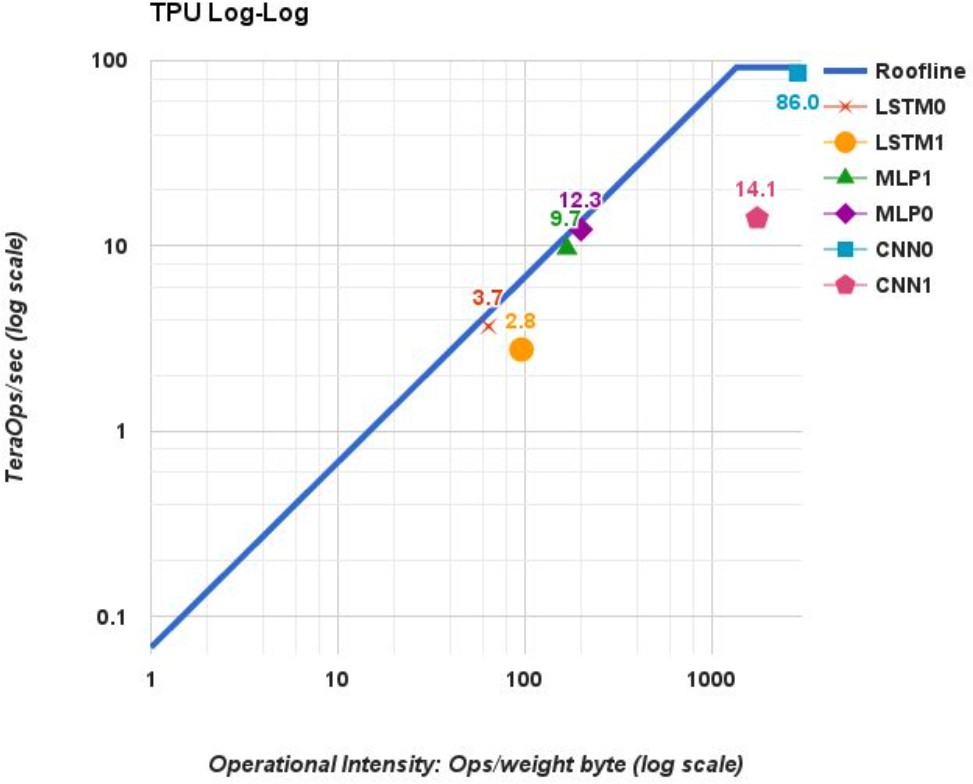 TPU Log-Log
100
10
1
0.1
TeraOps/sec (log scale)
1
10
100
1000
Operational Intensity: Ops/weight byte (log scale)
86.0
14.1
12.3
9.7
3.7
2.8
Roofline
LSTM0
LSTM1
MLP1
MLP0
CNN0
CNN1